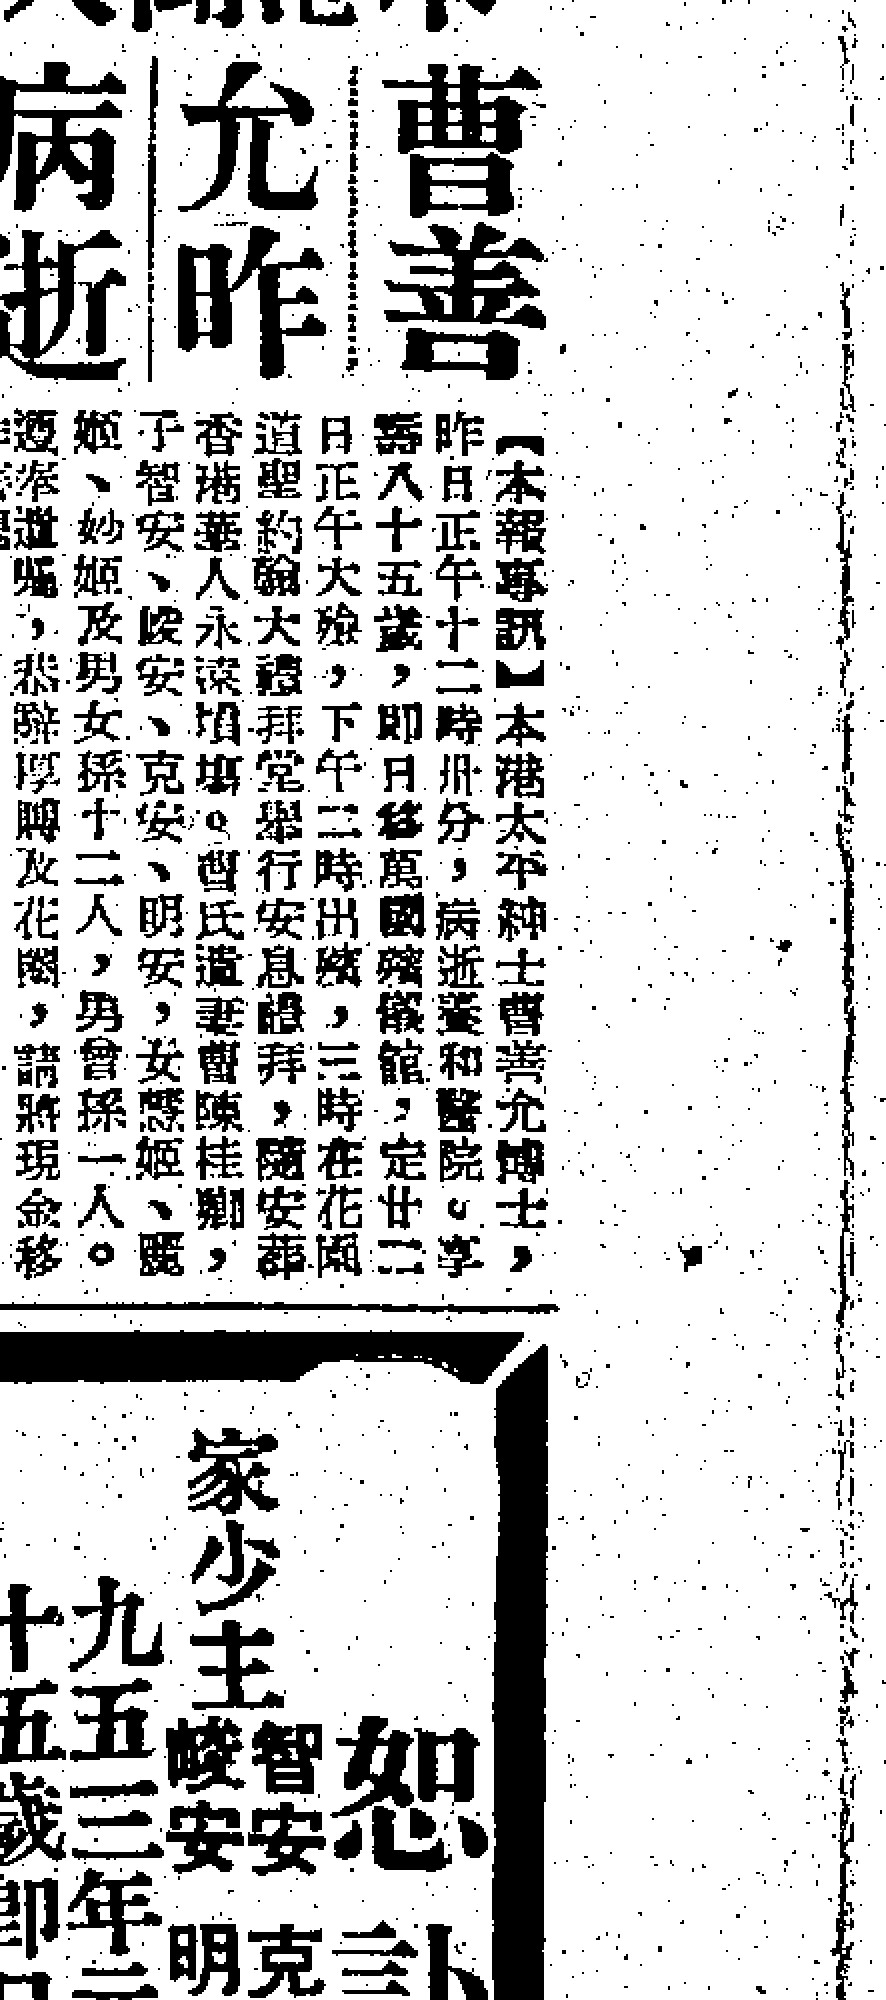 曹善
允昨
病逝
【本報專訊】本港太平紳士曹善允博士，
昨日正午十二時卅分，病逝養和醫院。享
壽八十五歲，即日移萬國殯儀館，定廿二
日正午大殮，下午二時出殯，三時在花園
道聖約翰大禮拜堂舉行安息禮拜，隨安葬
香港華人永遠墳場。曹氏遺妻曹陳桂卿，
子智安、峻安、克安、明安，女慧姬、麗
姬、妙姬及男女孫十二人，男曾孫一人。
遵奉遺囑，恭辭厚賻及花圈，請將現金移
恕訃
家少主
智安 克
峻安 明
九五三年二
十五歲即日